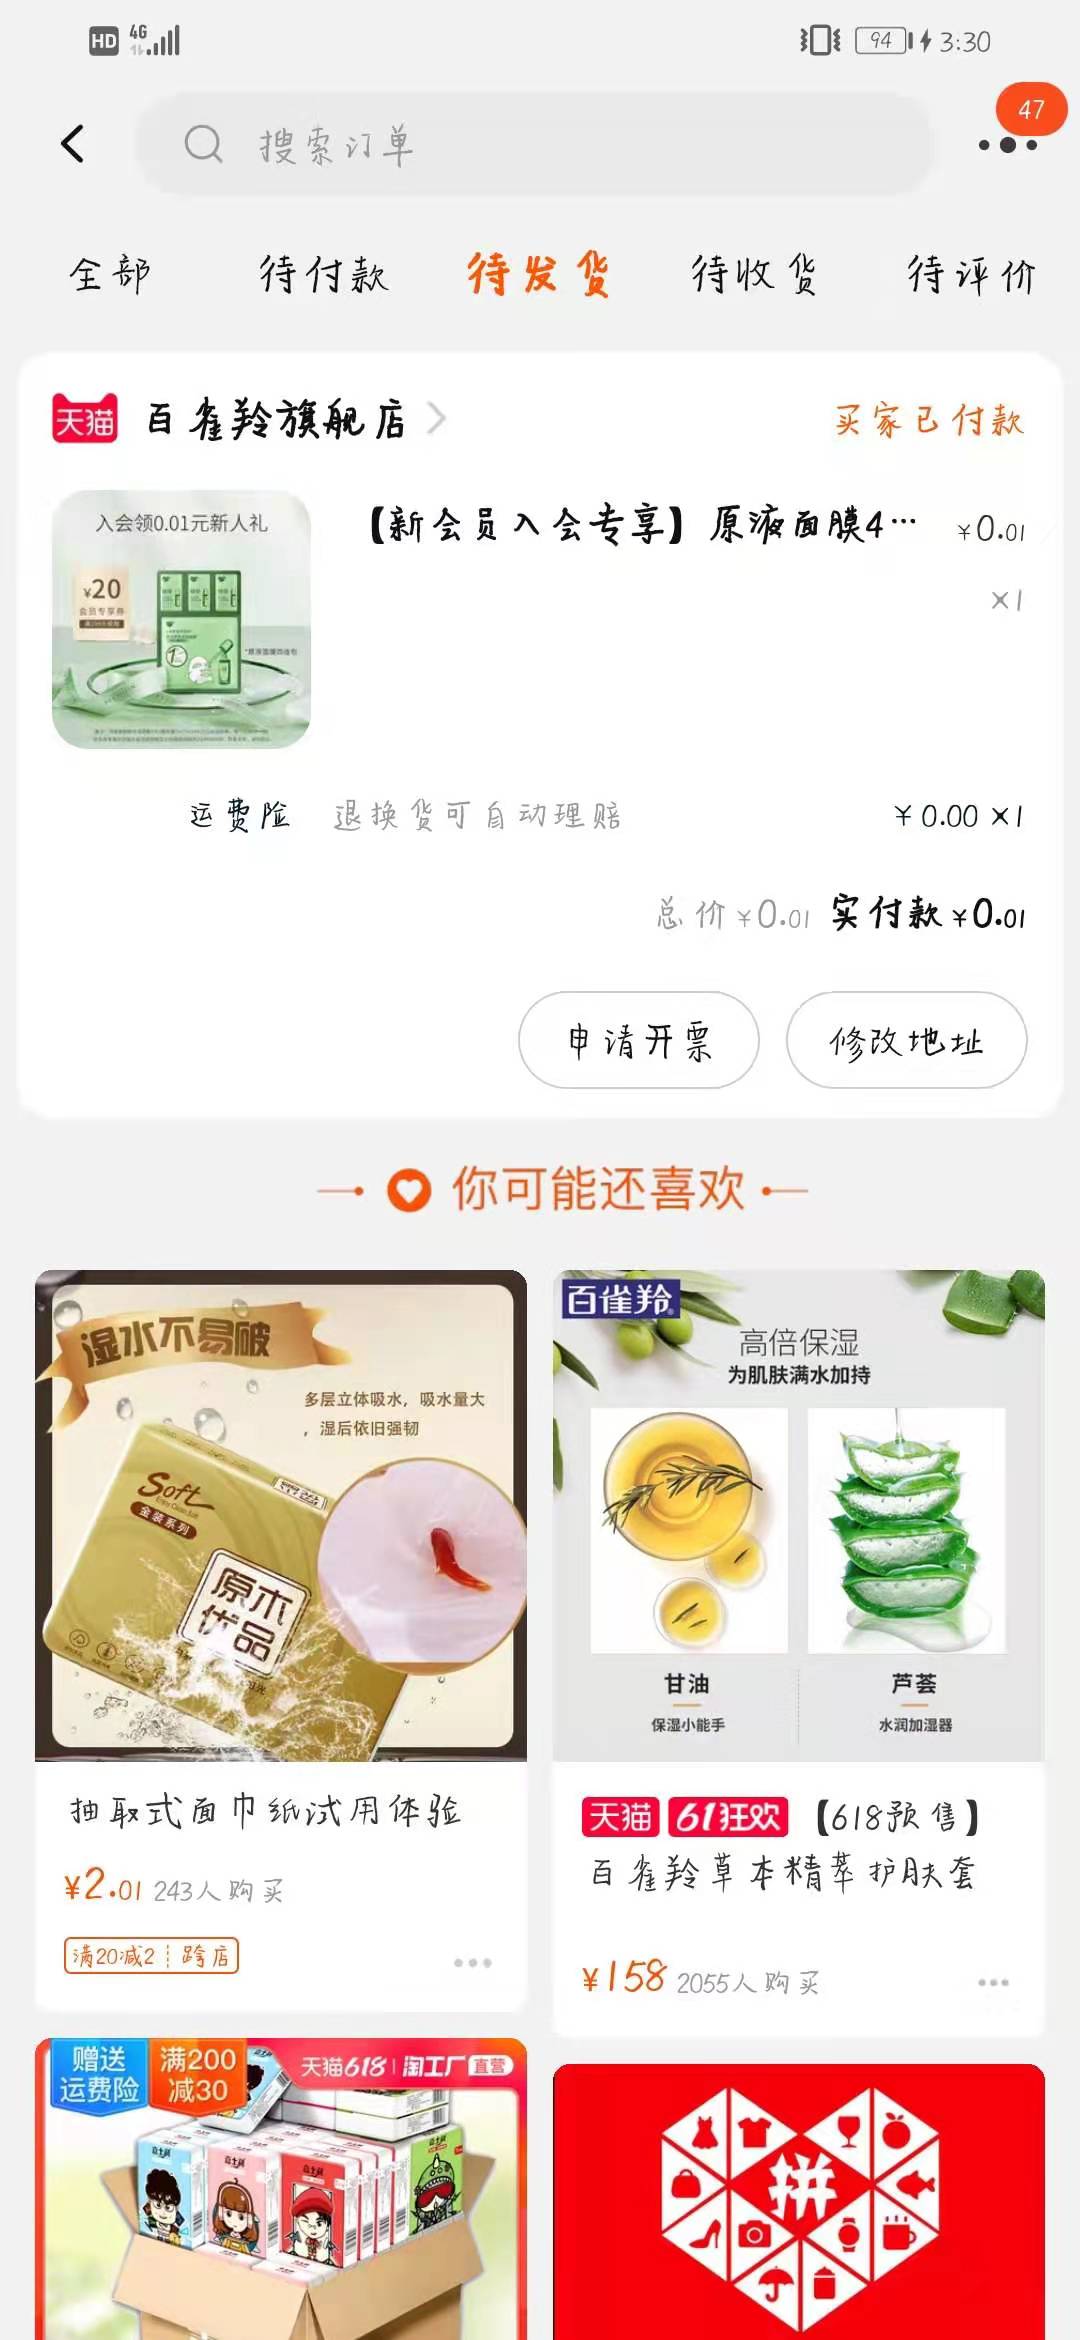 HD 4G 94 3:30
47
搜索订单
全部 待付款 待发货 待收货 待评价
天猫 百雀羚旗舰店 买家已付款
入会领0.01元新人礼
¥20
会员专享券
【新会员入会专享】原液面膜4… ¥0.01
×1
运费险 退换货可自动理赔 ¥0.00 ×1
总价¥0.01 实付款¥0.01
申请开票 修改地址
你可能还喜欢
湿水不易破
多层立体吸水，吸水量大
，湿后依旧强韧
Soft
金装系列
原木
优品
抽取式面巾纸试用体验
¥2.01 243人购买
满20减2 跨店
百雀羚
高倍保湿
为肌肤满水加持
甘油 芦荟
保湿小能手 水润加湿器
天猫 61狂欢 【618预售】
百雀羚草本精萃护肤套
¥158 2055人购买
赠送
运费险
满200
减30
天猫618 淘工厂 直营
拼